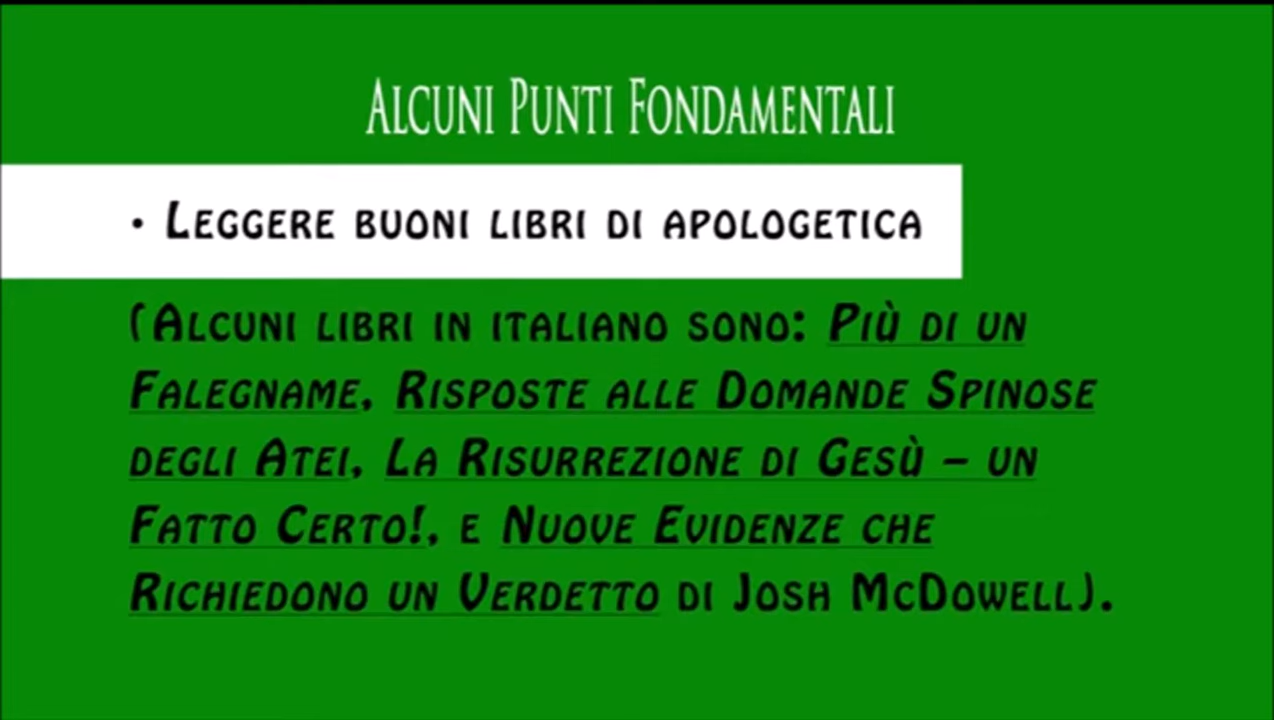 Alcuni Punti Fondamentali
• Leggere buoni libri di apologetica
(Alcuni libri in italiano sono: Più di un
Falegname, Risposte alle Domande Spinose
degli Atei, La Risurrezione di Gesù – un
Fatto Certo!, e Nuove Evidenze che
Richiedono un Verdetto di Josh McDowell).